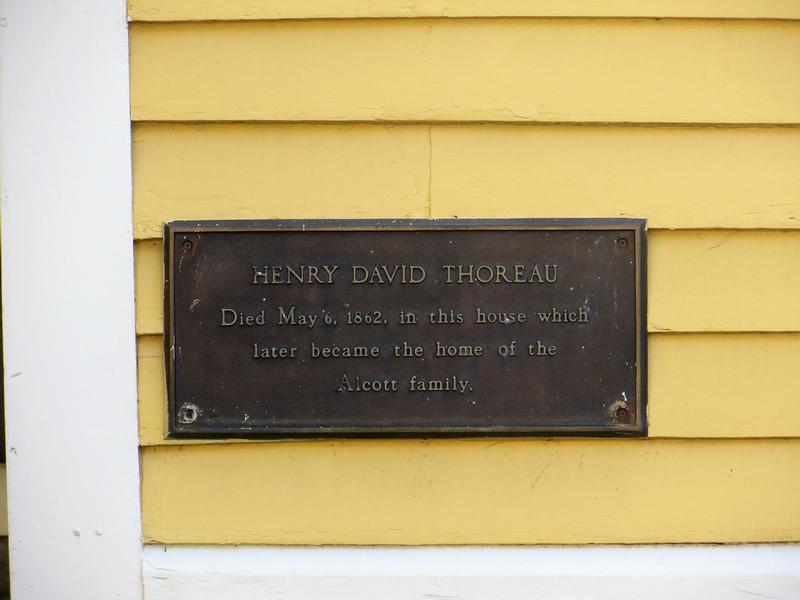 HENRY DAVID THOREAU
Died May 6, 1862, in this house which
later became the home of the
Alcott family.